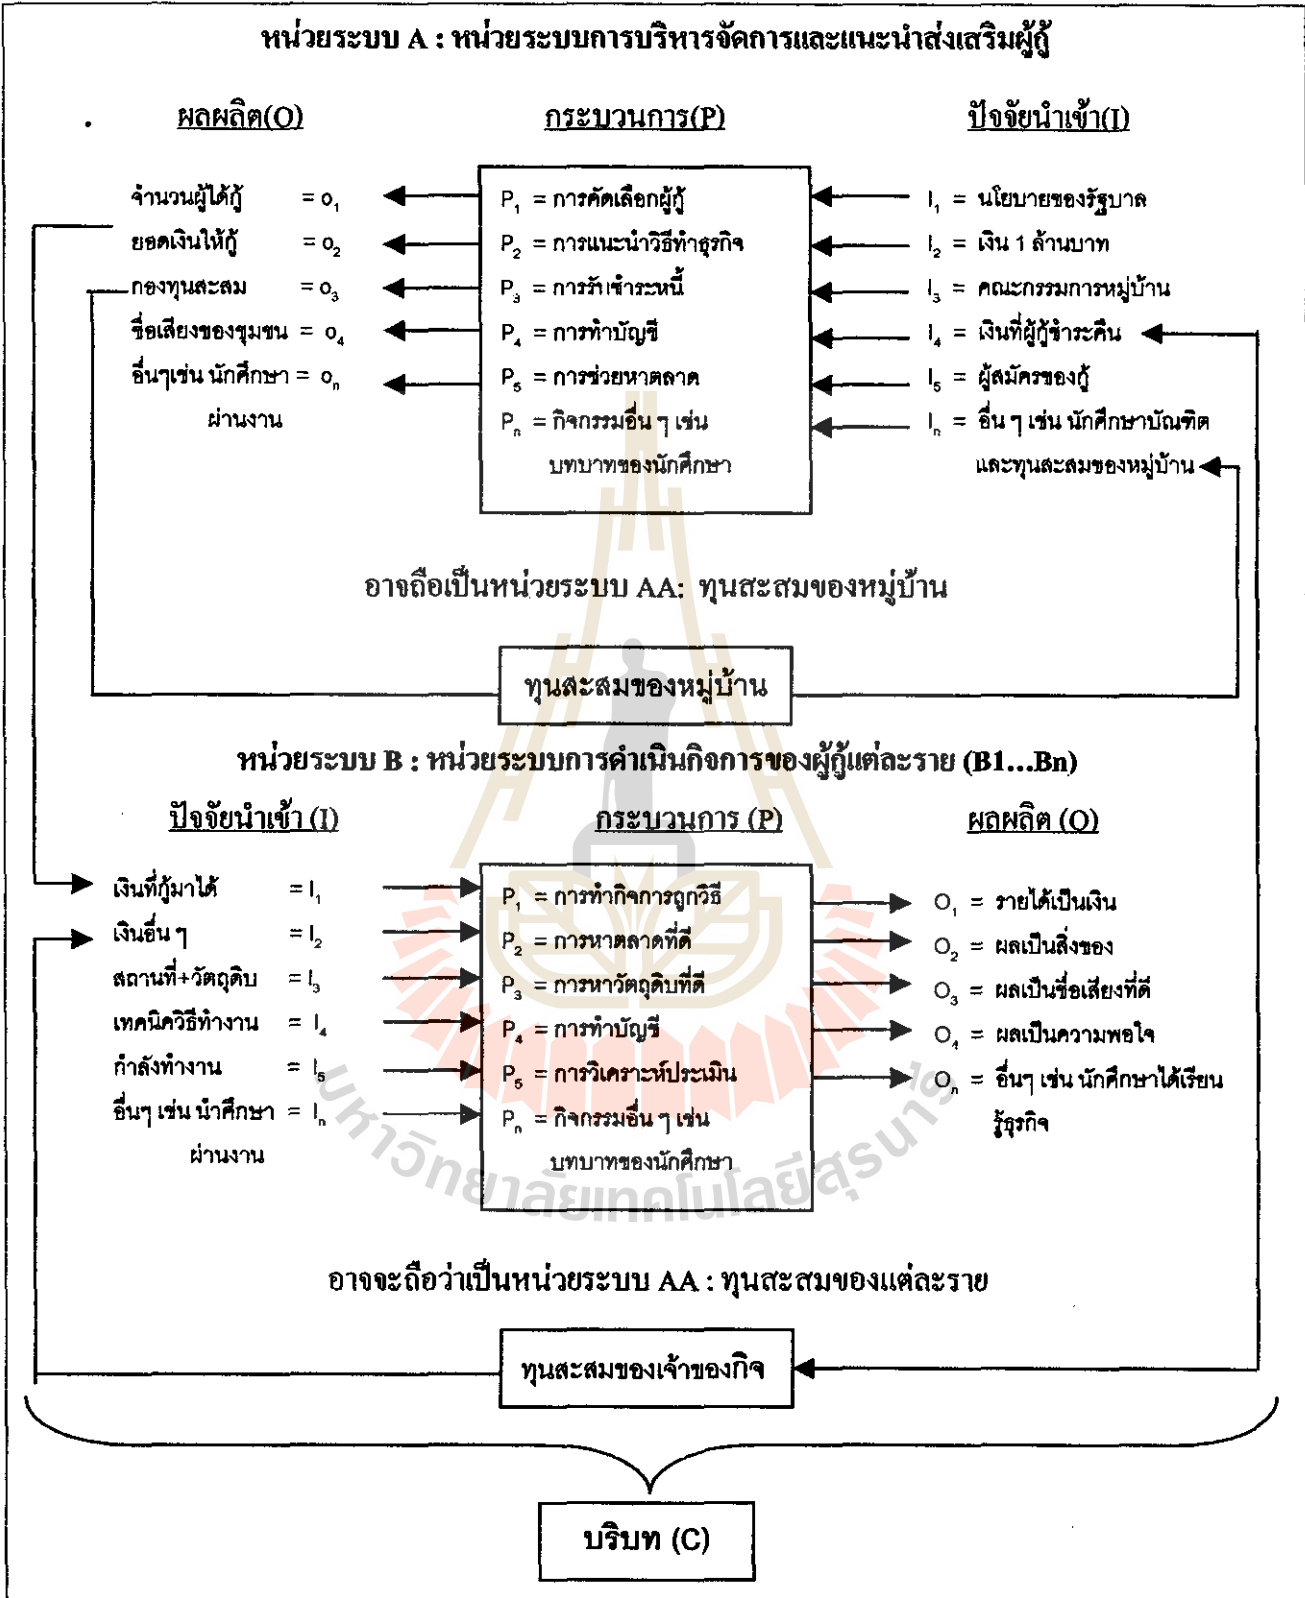 หน่วยระบบ A : หน่วยระบบการบริหารจัดการและแนะนำส่งเสริมผู้กู้
ผลผลิต(O) กระบวนการ(P) ปัจจัยนำเข้า(I)
จำนวนผู้ได้กู้ = o1 P1 = การคัดเลือกผู้กู้ I1 = นโยบายของรัฐบาล
ยอดเงินให้กู้ = o2 P2 = การแนะนำวิธีทำธุรกิจ I2 = เงิน 1 ล้านบาท
กองทุนสะสม = o3 P3 = การรับชำระหนี้ I3 = คณะกรรมการหมู่บ้าน
ชื่อเสียงของชุมชน = o4 P4 = การทำบัญชี I4 = เงินที่ผู้กู้ชำระคืน
อื่นๆเช่น นักศึกษา = on P5 = การช่วยหาตลาด I5 = ผู้สมัครของกู้
ผ่านงาน Pn = กิจกรรมอื่น ๆ เช่น In = อื่น ๆ เช่น นักศึกษาบัณฑิต
บทบาทของนักศึกษา และทุนสะสมของหมู่บ้าน
อาจถือเป็นหน่วยระบบ AA: ทุนสะสมของหมู่บ้าน
ทุนสะสมของหมู่บ้าน
หน่วยระบบ B : หน่วยระบบการดำเนินกิจการของผู้กู้แต่ละราย (B1...Bn)
ปัจจัยนำเข้า (I) กระบวนการ (P) ผลผลิต (O)
เงินที่กู้มาได้ = I1 P1 = การทำกิจการถูกวิธี O1 = รายได้เป็นเงิน
เงินอื่น ๆ = I2 P2 = การหาตลาดที่ดี O2 = ผลเป็นสิ่งของ
สถานที่+วัตถุดิบ = I3 P3 = การหาวัตถุดิบที่ดี O3 = ผลเป็นชื่อเสียงที่ดี
เทคนิควิธีทำงาน = I4 P4 = การทำบัญชี O4 = ผลเป็นความพอใจ
กำลังทำงาน = I5 P5 = การวิเคราะห์ประเมิน On = อื่นๆ เช่น นักศึกษาได้เรียน
อื่นๆ เช่น นำศึกษา = In Pn = กิจกรรมอื่น ๆ เช่น รู้ธุรกิจ
ผ่านงาน บทบาทของนักศึกษา
มหาวิทยาลัยเทคโนโลยีสุรนารี
อาจจะถือว่าเป็นหน่วยระบบ AA : ทุนสะสมของแต่ละราย
ทุนสะสมของเจ้าของกิจ
บริบท (C)